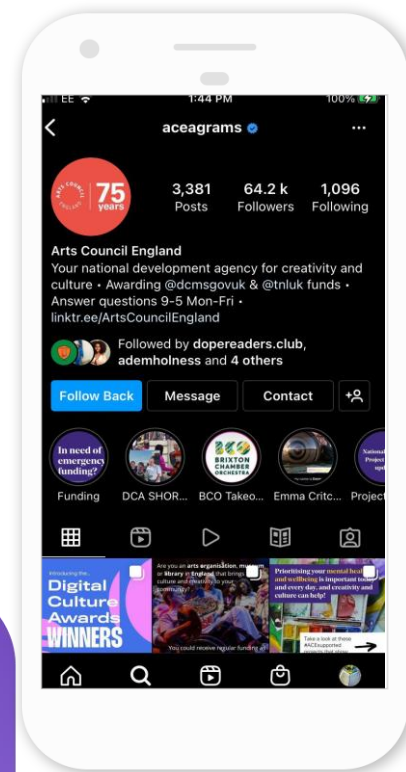 EE
1:44 PM
100%
aceagrams
ARTS COUNCIL
ENGLAND
75
years
3,381
64.2 k
1,096
Posts
Followers
Following
Arts Council England
Your national development agency for creativity and
culture • Awarding @dcmsgovuk & @tnluk funds •
Answer questions 9-5 Mon-Fri •
linktr.ee/ArtsCouncilEngland
Followed by dopereaders.club,
ademholness and 4 others
Follow Back
Message
Contact
In need of
emergency
funding?
BCO
BRIXTON
CHAMBER
ORCHESTRA
National
Project
Funding
DCA SHOR...
BCO Takeo...
Emma Critc...
Project
Introducing the...
Digital
Culture
Awards
WINNERS
Are you an arts organisation, museum
or library in England that brings
culture and creativity to your
community?
You could receive regular funding
Prioritising your mental health
and wellbeing is important today
and every day, and creativity and
culture can help!
Take a look at these
#ACEsupported